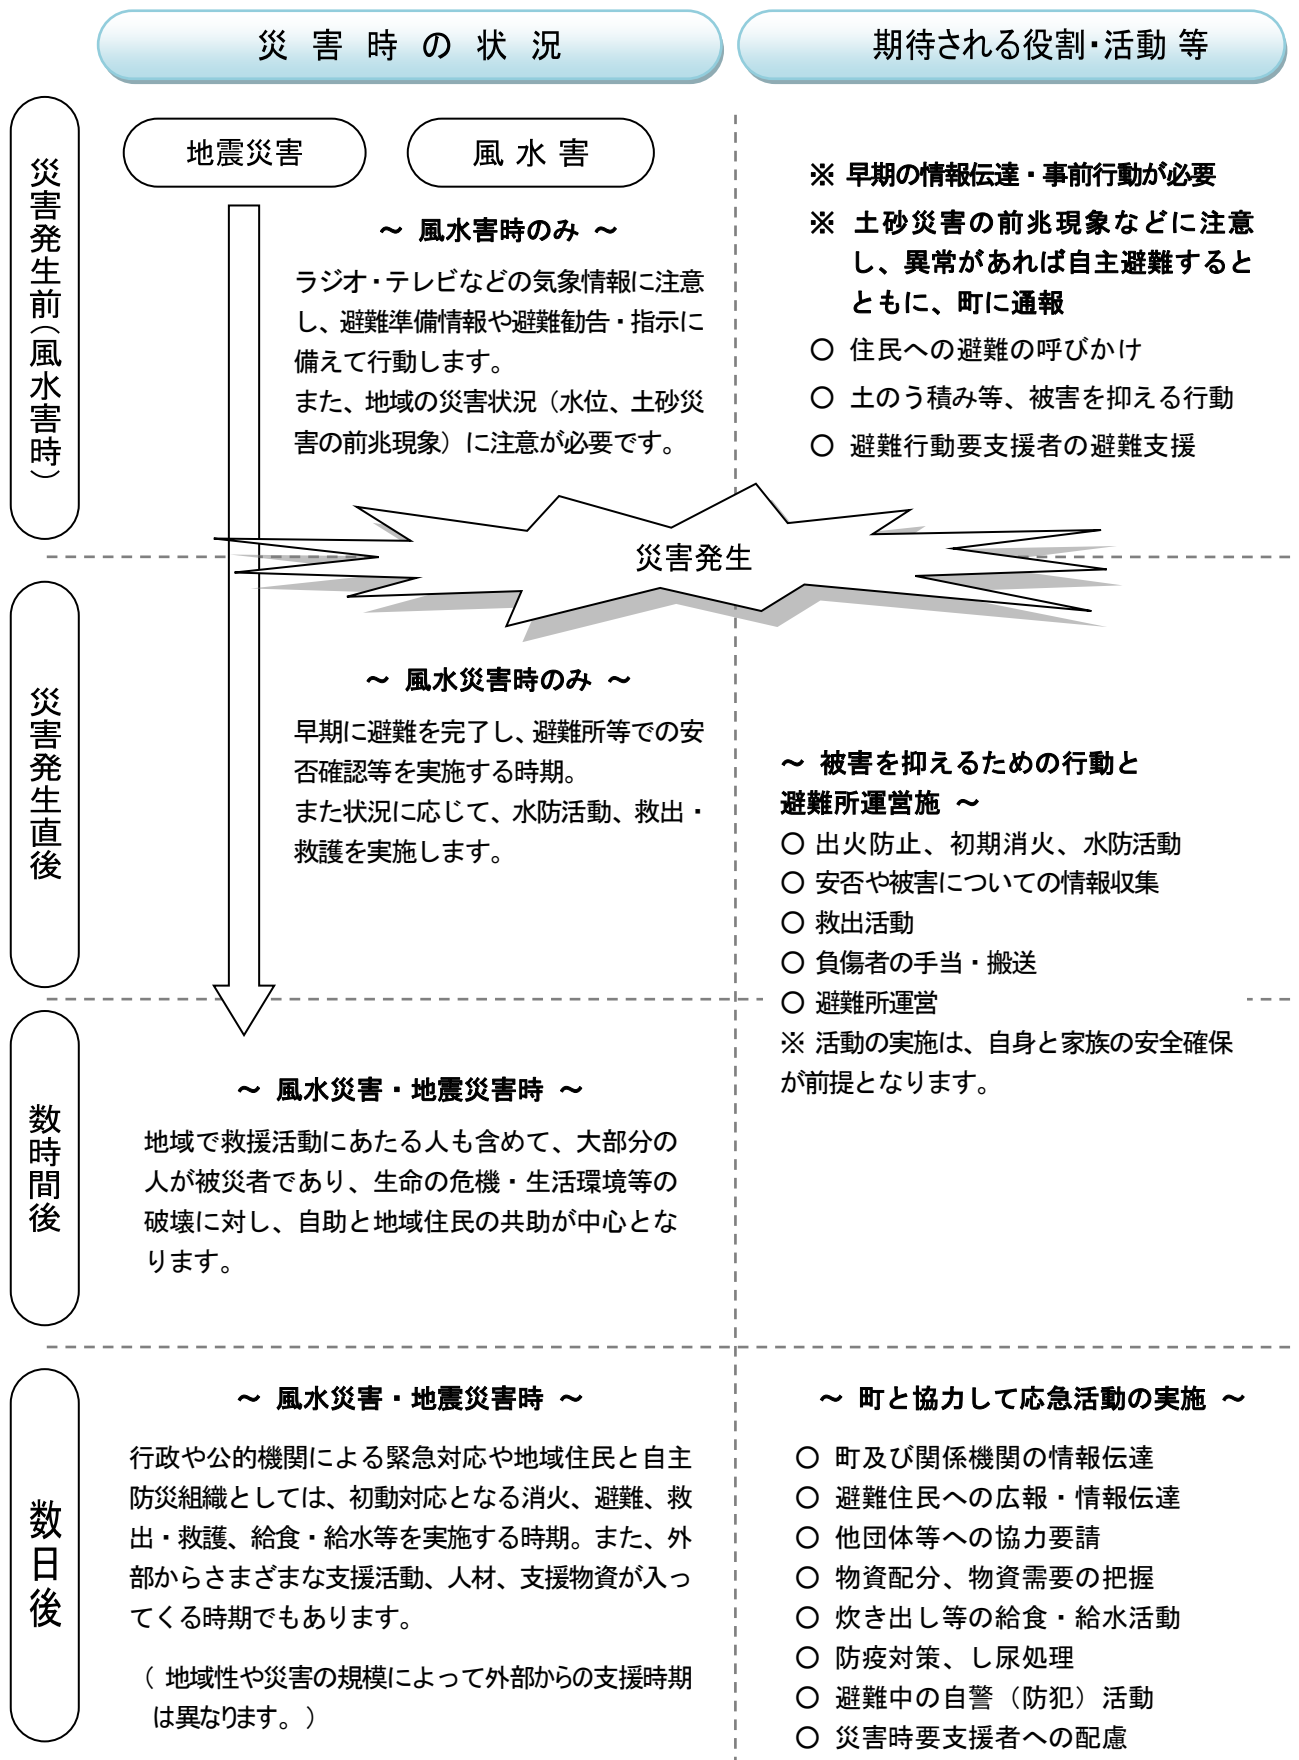 災害時の状況
期待される役割・活動 等
災害発生前(風水害時)
地震災害
風水害
～ 風水害時のみ ～
ラジオ・テレビなどの気象情報に注意
し、避難準備情報や避難勧告・指示に
備えて行動します。
また、地域の災害状況（水位、土砂災
害の前兆現象）に注意が必要です。
※ 早期の情報伝達・事前行動が必要
※ 土砂災害の前兆現象などに注意
し、異常があれば自主避難すると
ともに、町に通報
○ 住民への避難の呼びかけ
○ 土のう積み等、被害を抑える行動
○ 避難行動要支援者の避難支援
災害発生
災害発生直後
～ 風水災害時のみ ～
早期に避難を完了し、避難所等での安
否確認等を実施する時期。
また状況に応じて、水防活動、救出・
救護を実施します。
～ 被害を抑えるための行動と
避難所運営施 ～
○ 出火防止、初期消火、水防活動
○ 安否や被害についての情報収集
○ 救出活動
○ 負傷者の手当・搬送
○ 避難所運営
※ 活動の実施は、自身と家族の安全確保
が前提となります。
数時間後
～ 風水災害・地震災害時 ～
地域で救援活動にあたる人も含めて、大部分の
人が被災者であり、生命の危機・生活環境等の
破壊に対し、自助と地域住民の共助が中心とな
ります。
数日後
～ 風水災害・地震災害時 ～
行政や公的機関による緊急対応や地域住民と自主
防災組織としては、初動対応となる消火、避難、救
出・救護、給食・給水等を実施する時期。また、外
部からさまざまな支援活動、人材、支援物資が入っ
てくる時期でもあります。
（ 地域性や災害の規模によって外部からの支援時期
は異なります。）
～ 町と協力して応急活動の実施 ～
○ 町及び関係機関の情報伝達
○ 避難住民への広報・情報伝達
○ 他団体等への協力要請
○ 物資配分、物資需要の把握
○ 炊き出し等の給食・給水活動
○ 防疫対策、し尿処理
○ 避難中の自警（防犯）活動
○ 災害時要支援者への配慮